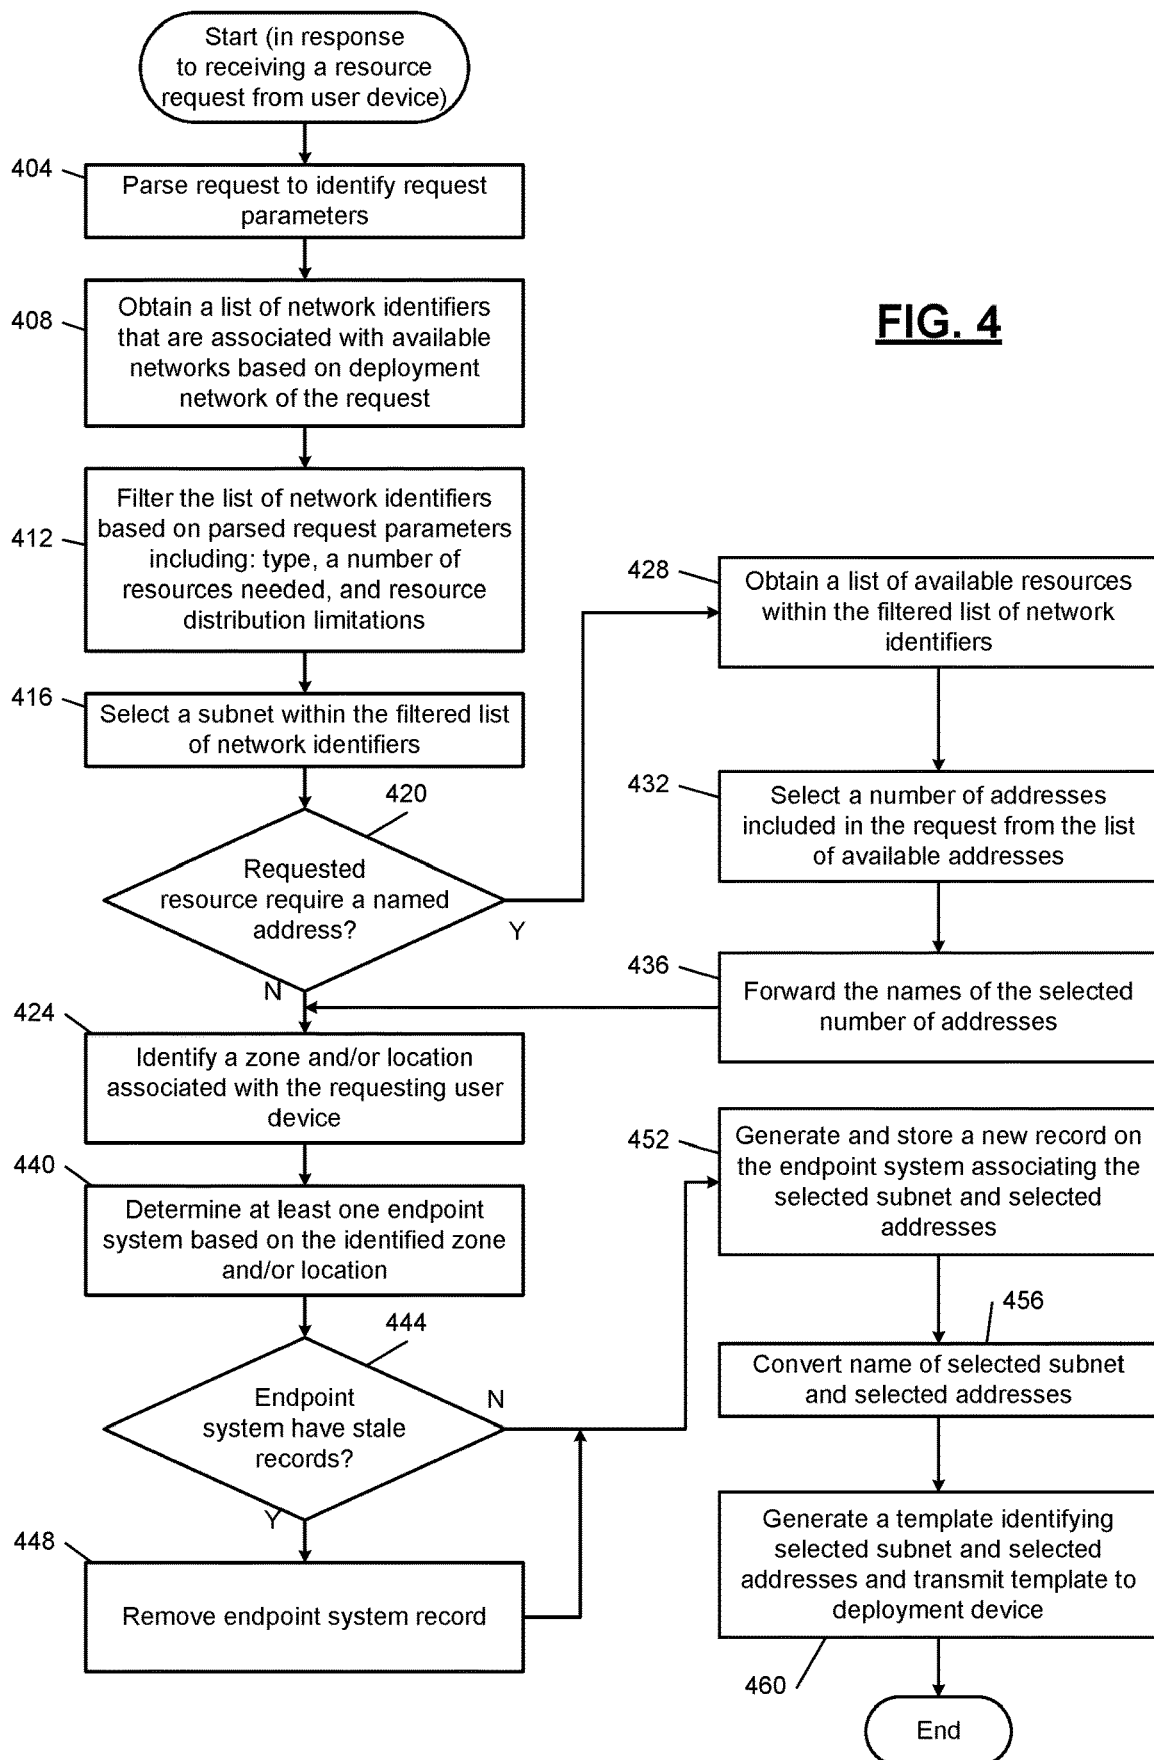 Start (in response
to receiving a resource
request from user device)
404
Parse request to identify request
parameters
408
Obtain a list of network identifiers
that are associated with available
networks based on deployment
network of the request
FIG. 4
412
Filter the list of network identifiers
based on parsed request parameters
including: type, a number of
resources needed, and resource
distribution limitations
416
Select a subnet within the filtered list
of network identifiers
420
Requested
resource require a named
address?
Y
N
428
Obtain a list of available resources
within the filtered list of network
identifiers
432
Select a number of addresses
included in the request from the list
of available addresses
436
Forward the names of the selected
number of addresses
424
Identify a zone and/or location
associated with the requesting user
device
440
Determine at least one endpoint
system based on the identified zone
and/or location
444
Endpoint
system have stale
records?
N
Y
448
Remove endpoint system record
452
Generate and store a new record on
the endpoint system associating the
selected subnet and selected
addresses
456
Convert name of selected subnet
and selected addresses
Generate a template identifying
selected subnet and selected
addresses and transmit template to
deployment device
460
End